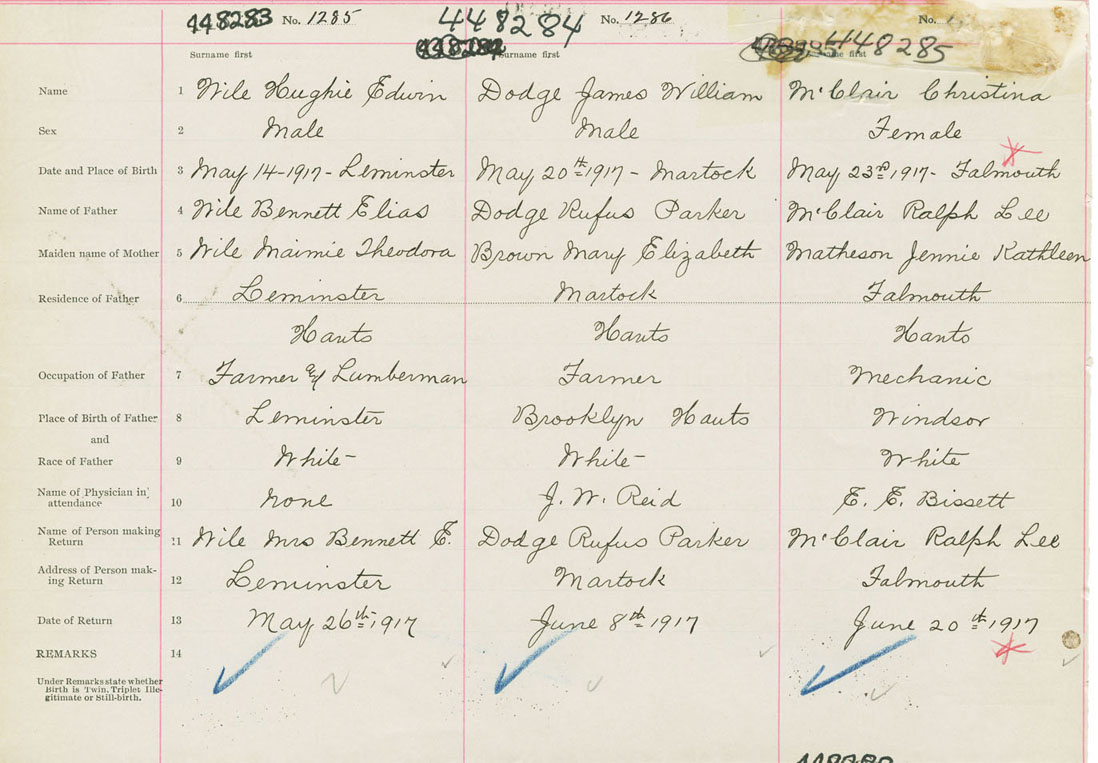 448283 No. 1285 448284 No. 1286 No. 448285
Surname first Surname first first
Name 1 Wile Hughie Edwin Dodge James William McClair Christina
Sex 2 Male Male Female
Date and Place of Birth 3 May 14-1917- Leminster May 20th 1917 - Martock May 23rd 1917- Falmouth
Name of Father 4 Wile Bennett Elias Dodge Rufus Parker McClair Ralph Lee
Maiden name of Mother 5 Wile Maimie Theodora Brown Mary Elizabeth Matheson Jennie Kathleen
Residence of Father 6 Leminster Martock Falmouth
Hants Hants Hants
Occupation of Father 7 Farmer & Lumberman Farmer Mechanic
Place of Birth of Father 8 Leminster Brooklyn Hants Windsor
and
Race of Father 9 White White White
Name of Physician in attendance 10 None J. W. Reid E. E. Bissett
Name of Person making Return 11 Wile Mrs Bennett E. Dodge Rufus Parker McClair Ralph Lee
Address of Person mak-ing Return 12 Leminster Martock Falmouth
Date of Return 13 May 26th, 1917 June 8th 1917 June 20th, 1917
REMARKS 14
Under Remarks state whether
Birth is Twin, Triplet Ille-
gitimate or Still-birth.